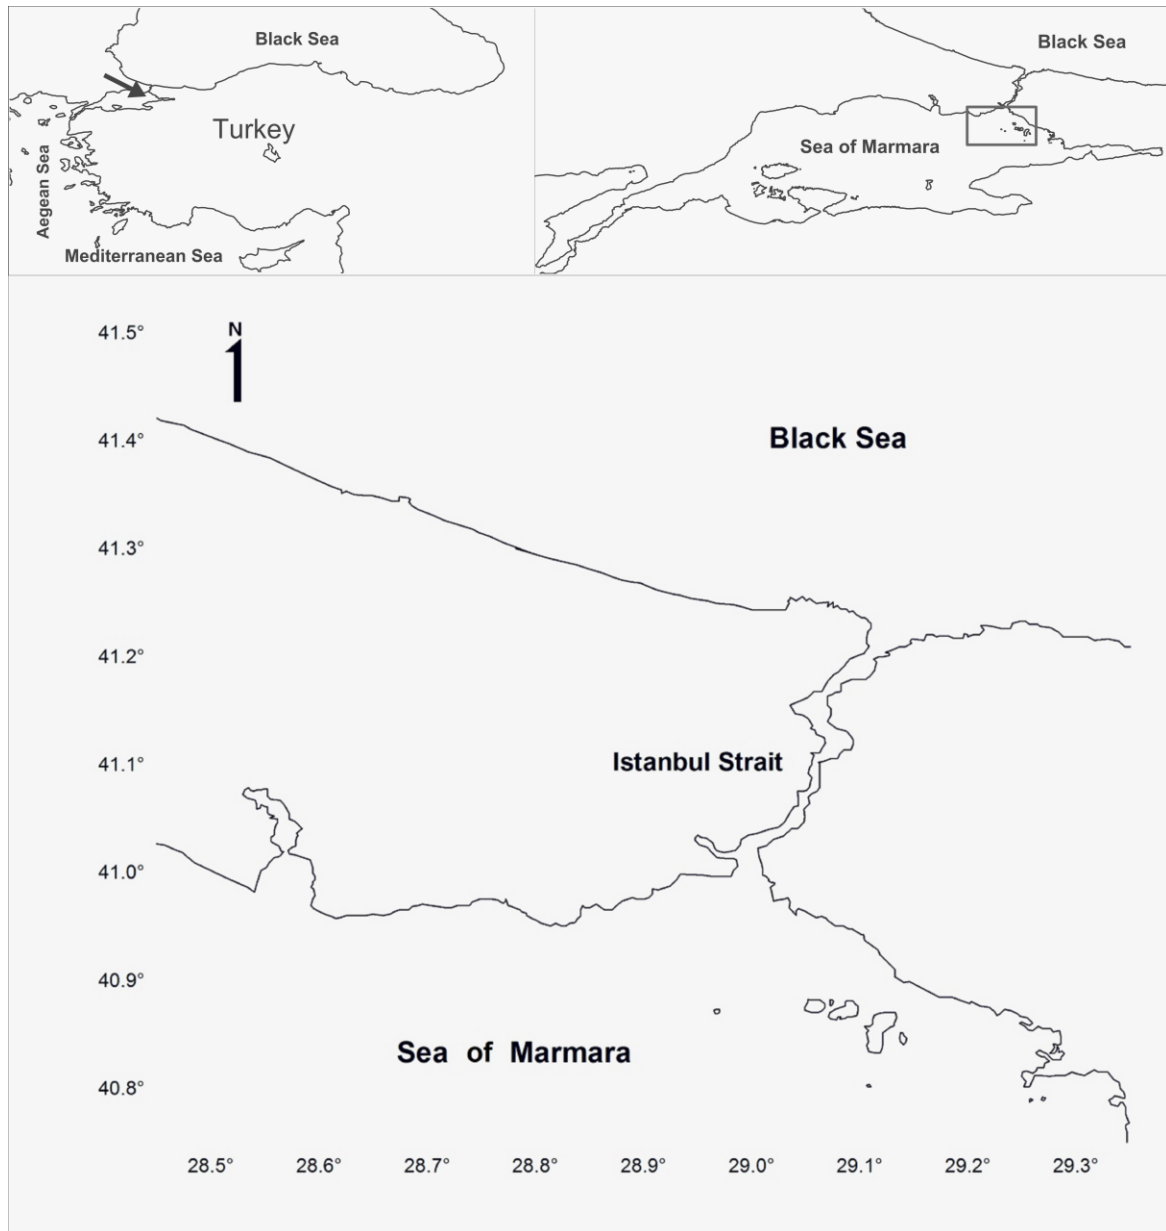 Black Sea
Turkey
Aegean Sea
Mediterranean Sea
Black Sea
Sea of Marmara
41.5°
N
41.4°
Black Sea
41.3°
41.2°
Istanbul Strait
41.1°
41.0°
40.9°
Sea of Marmara
40.8°
28.5° 28.6° 28.7° 28.8° 28.9° 29.0° 29.1° 29.2° 29.3°